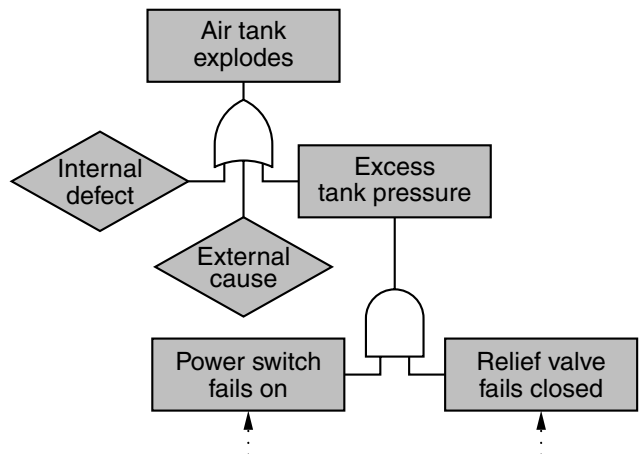 Air tank
explodes
Internal
defect
Excess
tank pressure
External
cause
Power switch
fails on
Relief valve
fails closed